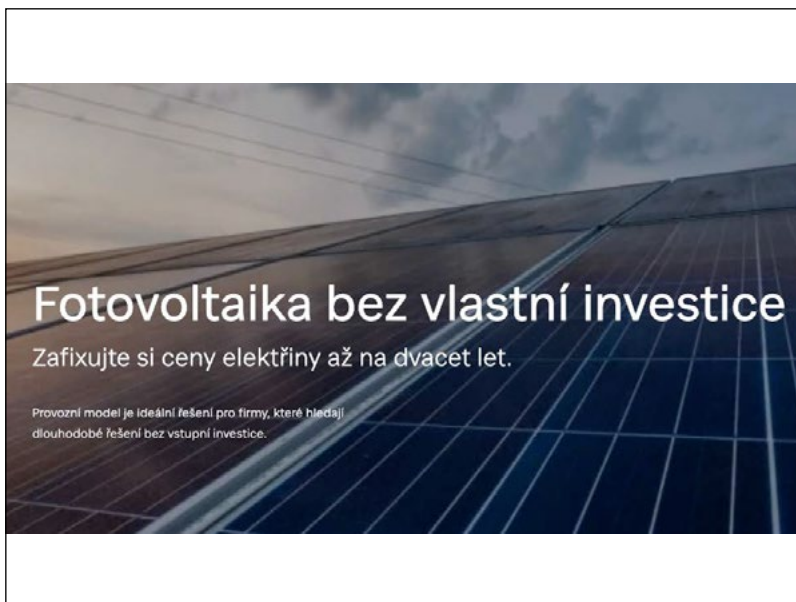 Fotovoltaika bez vlastní investice
Zafixujte si ceny elektřiny až na dvacet let.
Provozní model je ideální řešení pro firmy, které hledají
dlouhodobé řešení bez vstupní investice.